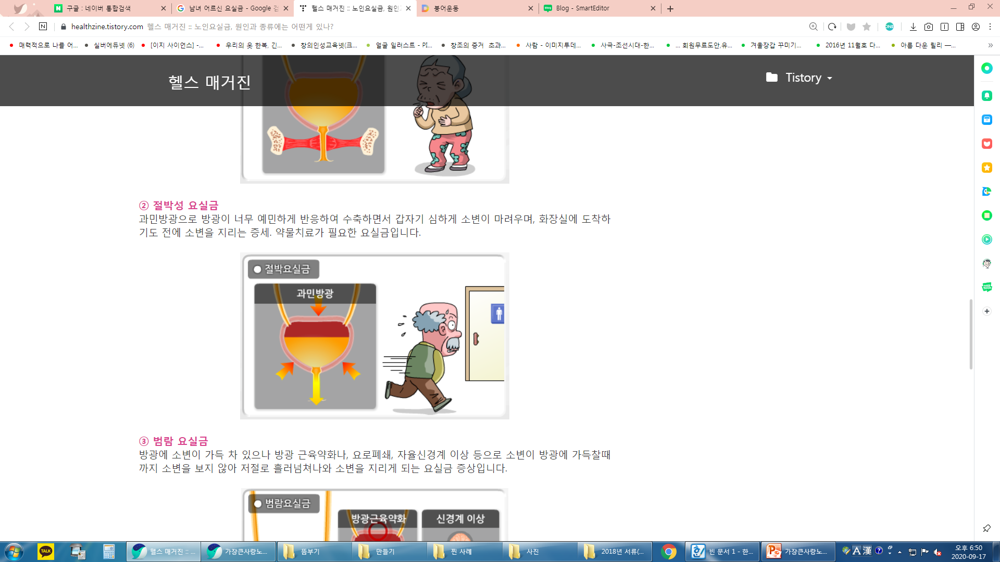 구글 : 네이버 통합검색
남녀 어르신 요실금 - Google 검
헬스 매거진 :: 노인요실금, 원인과
붕어운동
Blog - SmartEditor
healthzine.tistory.com 헬스 매거진 :: 노인요실금, 원인과 종류에는 어떤게 있나?
매력적으로 나를 어...
실버에듀넷 (6)
[이지 사이언스] -...
우리의 옷 한복, 긴...
창의인성교육넷(크...
얼굴 일러스트 - PI...
창조의 증거 초과...
사람 - 이미지투데...
사극-조선시대-한...
... 회원무료도안,유...
겨울장갑 꾸미기...
2016년 11월호 다...
아름 다운 릴리 —...
헬스 매거진
Tistory
② 절박성 요실금
과민방광으로 방광이 너무 예민하게 반응하여 수축하면서 갑자기 심하게 소변이 마려우며, 화장실에 도착하
기도 전에 소변을 지리는 증세. 약물치료가 필요한 요실금입니다.
절박요실금
과민방광
③ 범람 요실금
방광에 소변이 가득 차 있으나 방광 근육약화나, 요로폐쇄, 자율신경계 이상 등으로 소변이 방광에 가득찰때
까지 소변을 보지 않아 저절로 흘러넘쳐나와 소변을 지리게 되는 요실금 증상입니다.
범람요실금
방광근육약화
신경계 이상
TALK
헬스 매거진 :: ...
가장큰사랑노...
뜸부기
만들기
찐 사례
사진
2018년 서류(...
빈 문서 1 - 한...
가장큰사랑노...
A 漢
오후 6:50
2020-09-17